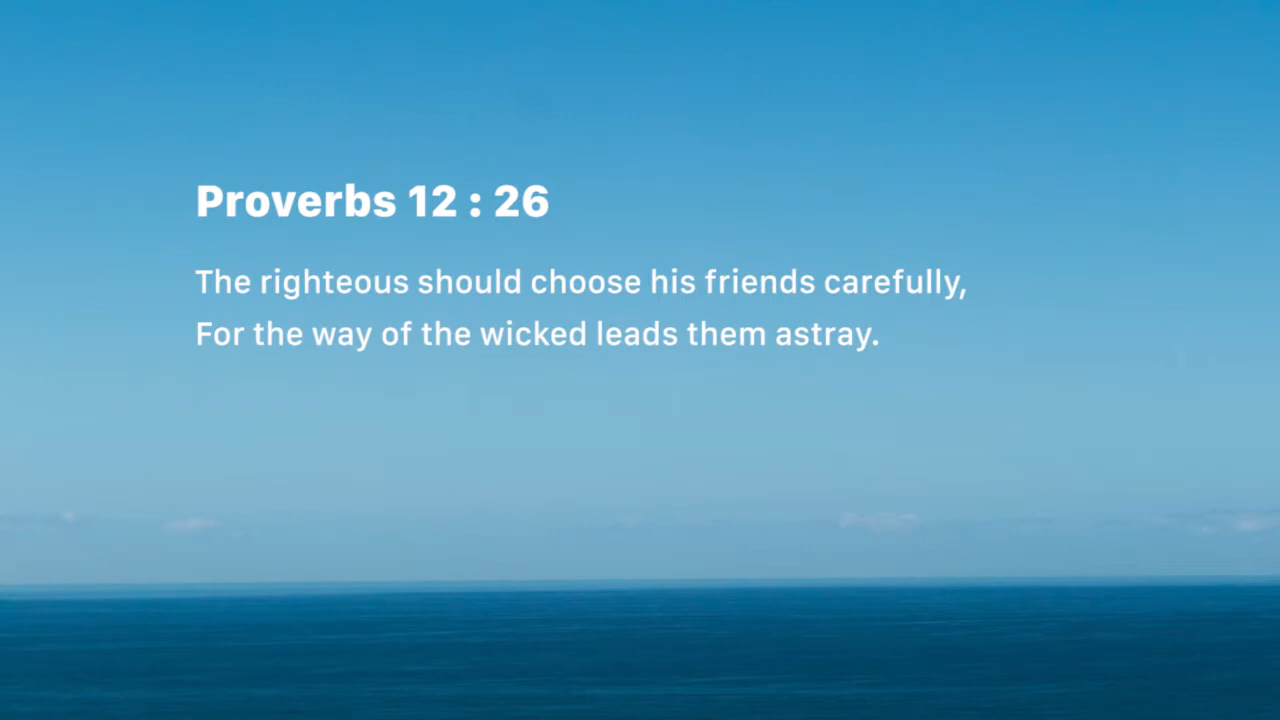 Proverbs 12 : 26
The righteous should choose his friends carefully,
For the way of the wicked leads them astray.